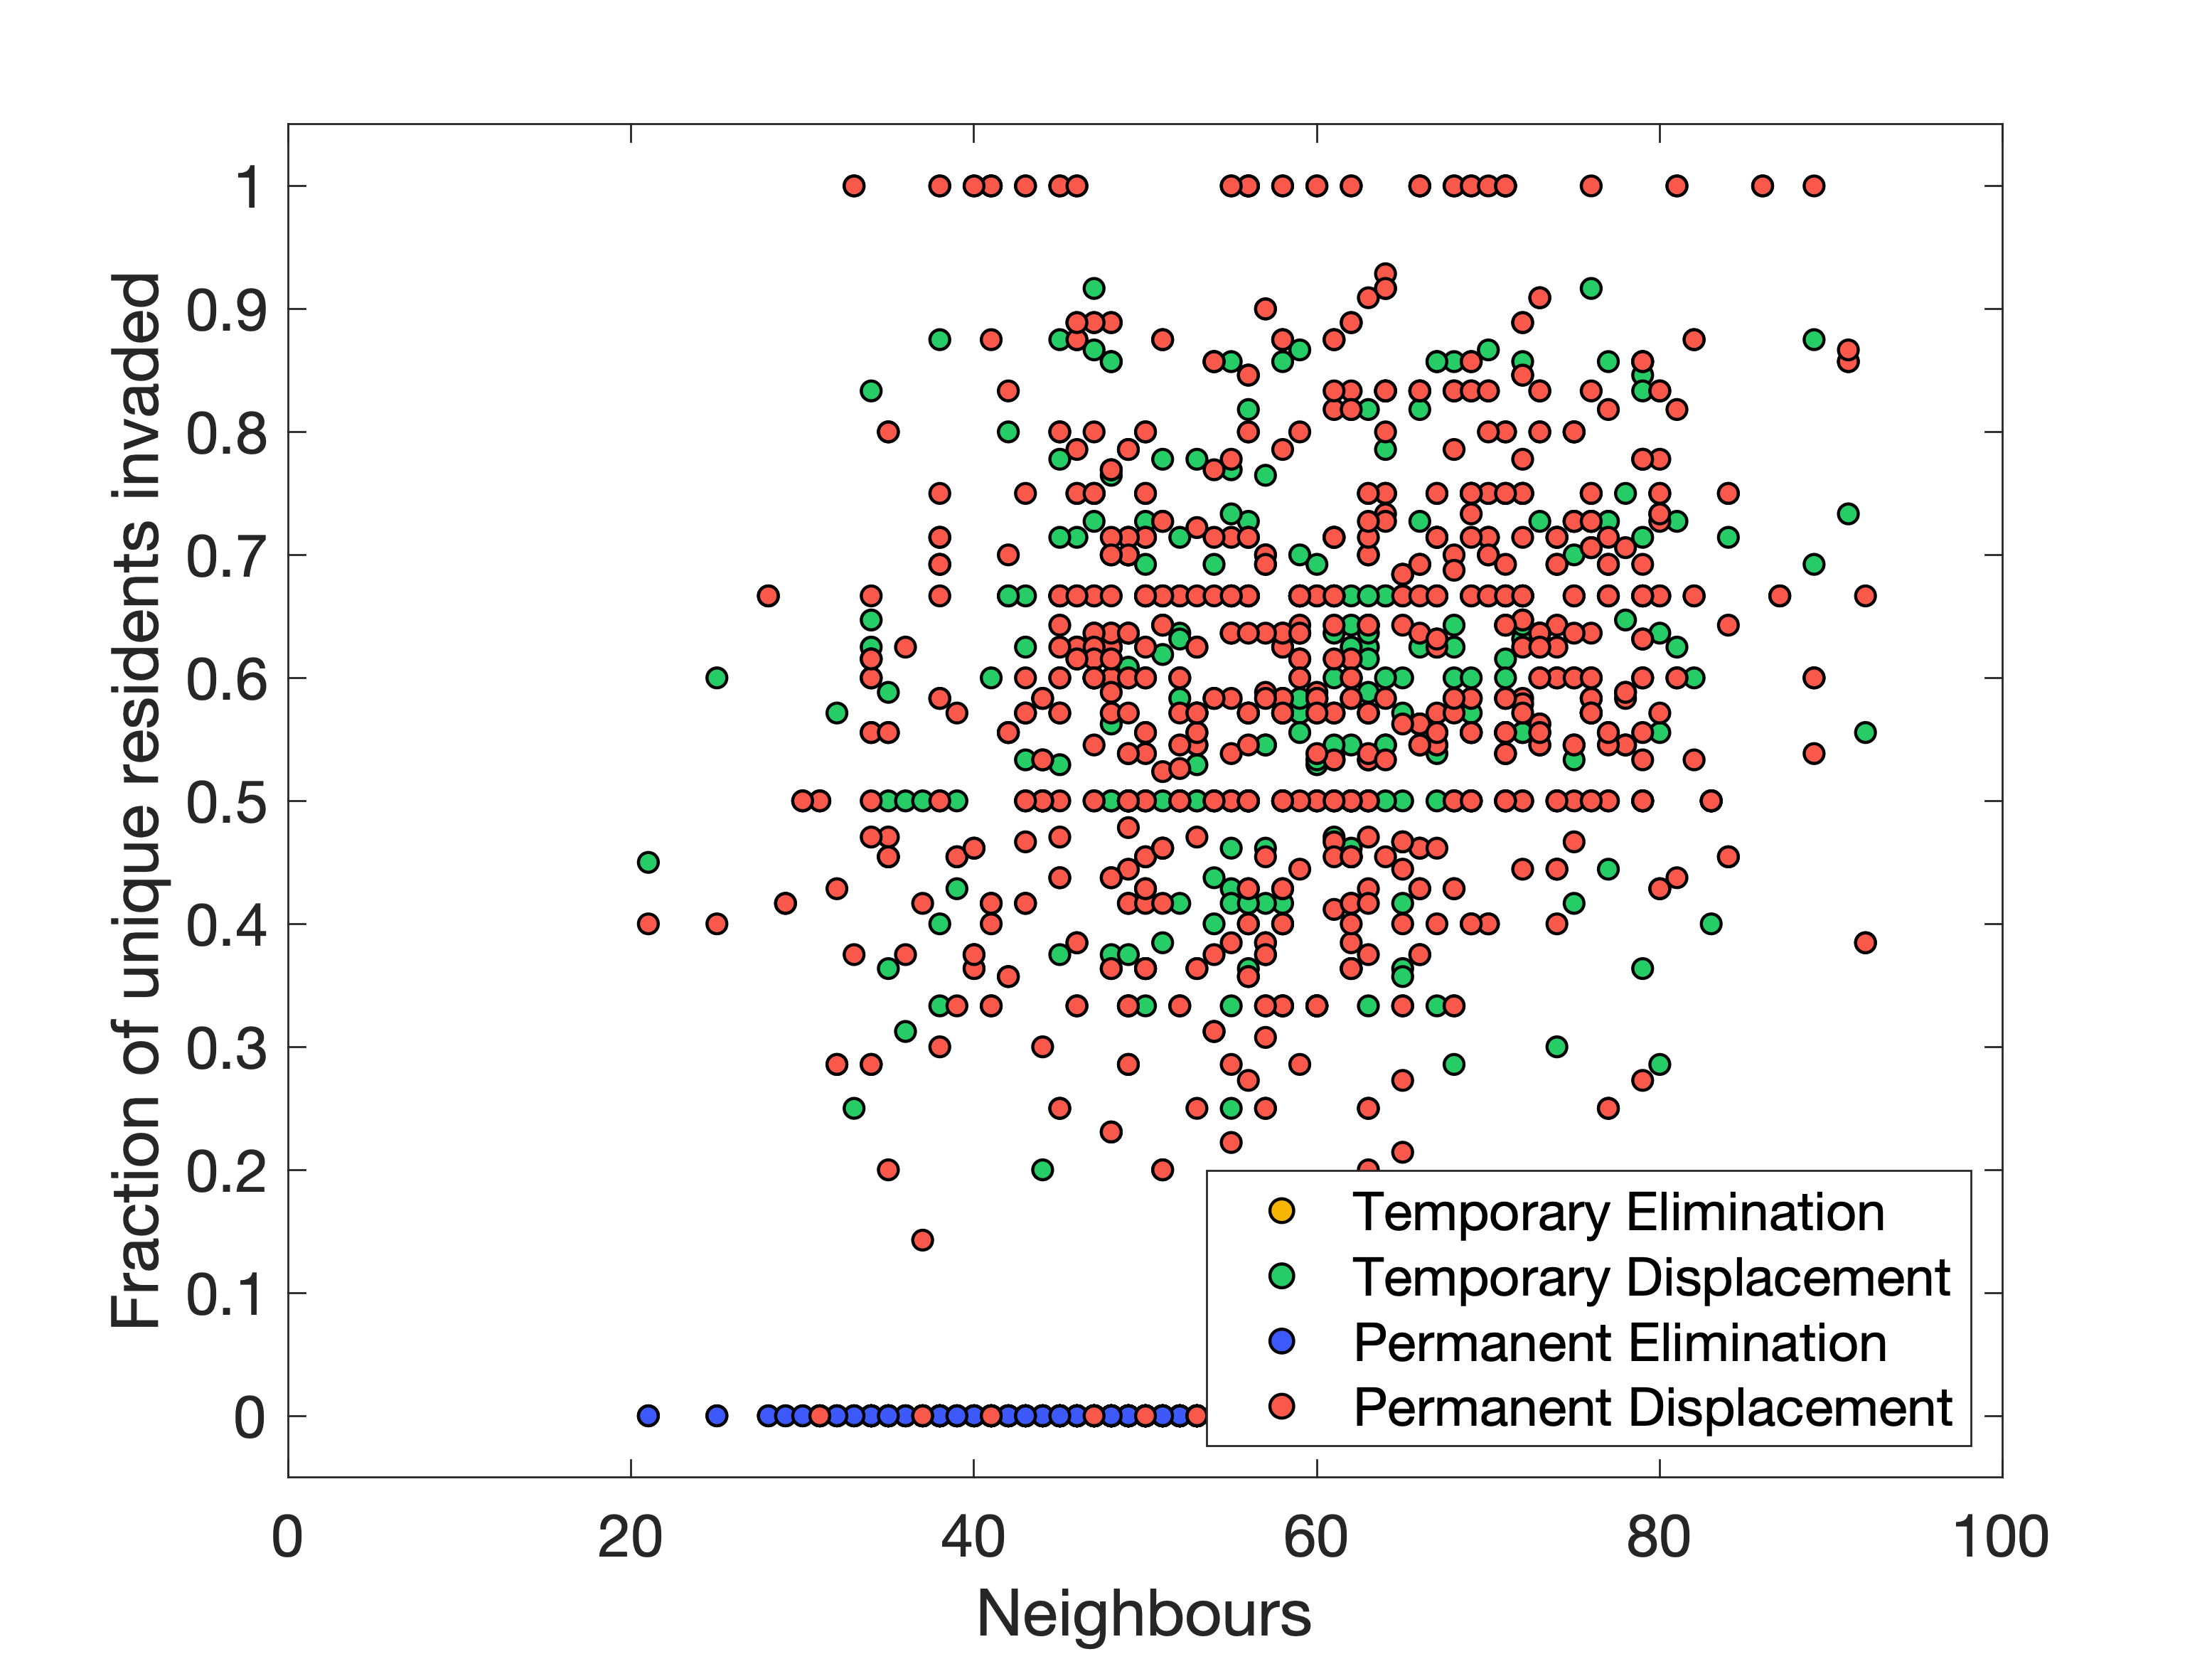 Fraction of unique residents invaded
1
0.9
0.8
0.7
0.6
0.5
0.4
0.3
0.2
0.1
0
Temporary Elimination
Temporary Displacement
Permanent Elimination
Permanent Displacement
0 20 40 60 80 100
Neighbours